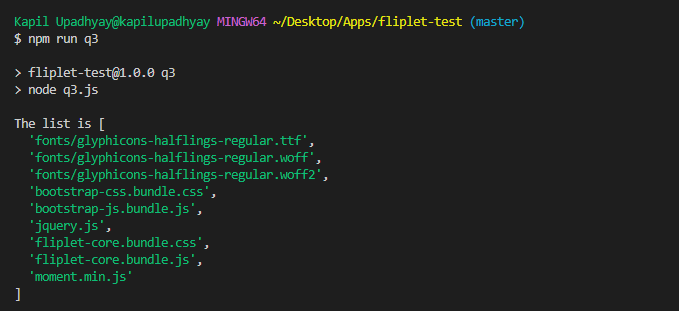 Kapil Upadhyay@kapilupadhyay MINGW64 ~/Desktop/Apps/fliplet-test (master)
$ npm run q3
> fliplet-test@1.0.0 q3
> node q3.js
The list is [
'fonts/glyphicons-halflings-regular.ttf',
'fonts/glyphicons-halflings-regular.woff',
'fonts/glyphicons-halflings-regular.woff2',
'bootstrap-css.bundle.css',
'bootstrap-js.bundle.js',
'jquery.js',
'fliplet-core.bundle.css',
'fliplet-core.bundle.js',
'moment.min.js'
]